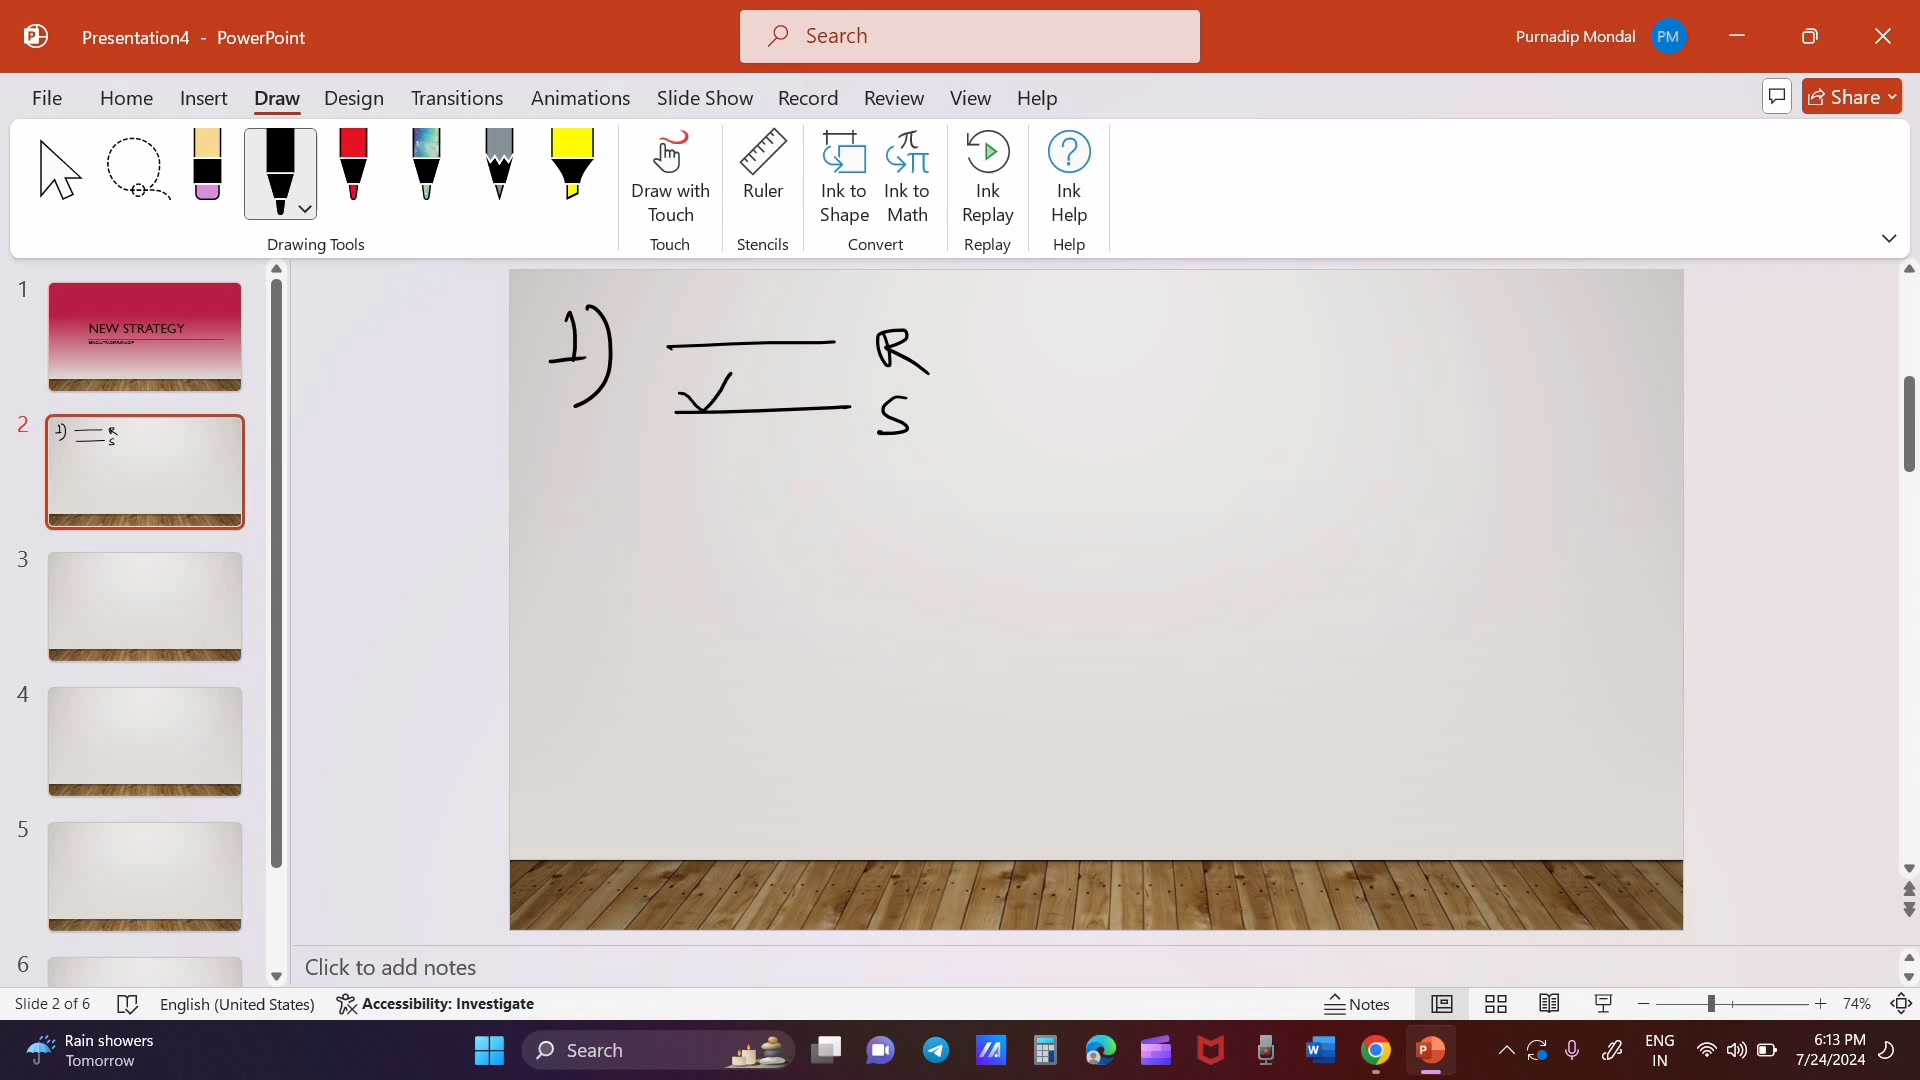 Presentation4 - PowerPoint
Search
Purnadip Mondal PM
File Home Insert Draw Design Transitions Animations Slide Show Record Review View Help
Share
Draw with Touch
Ruler
Ink to Shape
Ink to Math
Ink Replay
Ink Help
Drawing Tools Touch Stencils Convert Replay Help
1
NEW STRATEGY
2
1) R
S
3
4
5
6
1) R
S
Click to add notes
Slide 2 of 6 English (United States) Accessibility: Investigate Notes 74%
Rain showers
Tomorrow
Search
ENG
IN
6:13 PM
7/24/2024